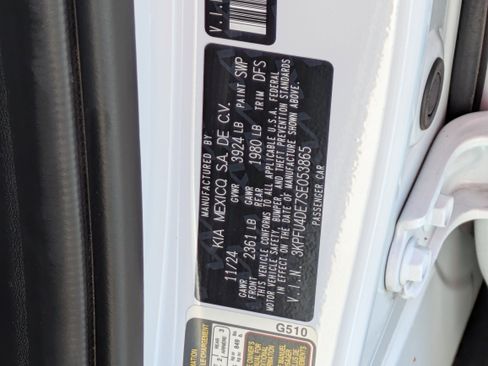 V.I.N.
MANUFACTURED BY
KIA MEXICO, S.A. DE C.V.
11/24 GVWR 3924 LB PAINT SWP
GAWR FRONT 2361 LB GAWR REAR 1980 LB TRIM DFS
THIS VEHICLE CONFORMS TO ALL APPLICABLE U.S.A. FEDERAL
MOTOR VEHICLE SAFETY, BUMPER, AND THEFT PREVENTION STANDARDS
IN EFFECT ON THE DATE OF MANUFACTURE SHOWN ABOVE.
V.I.N. : 3KPFU4DE7SE053865
PASSENGER CAR
G510